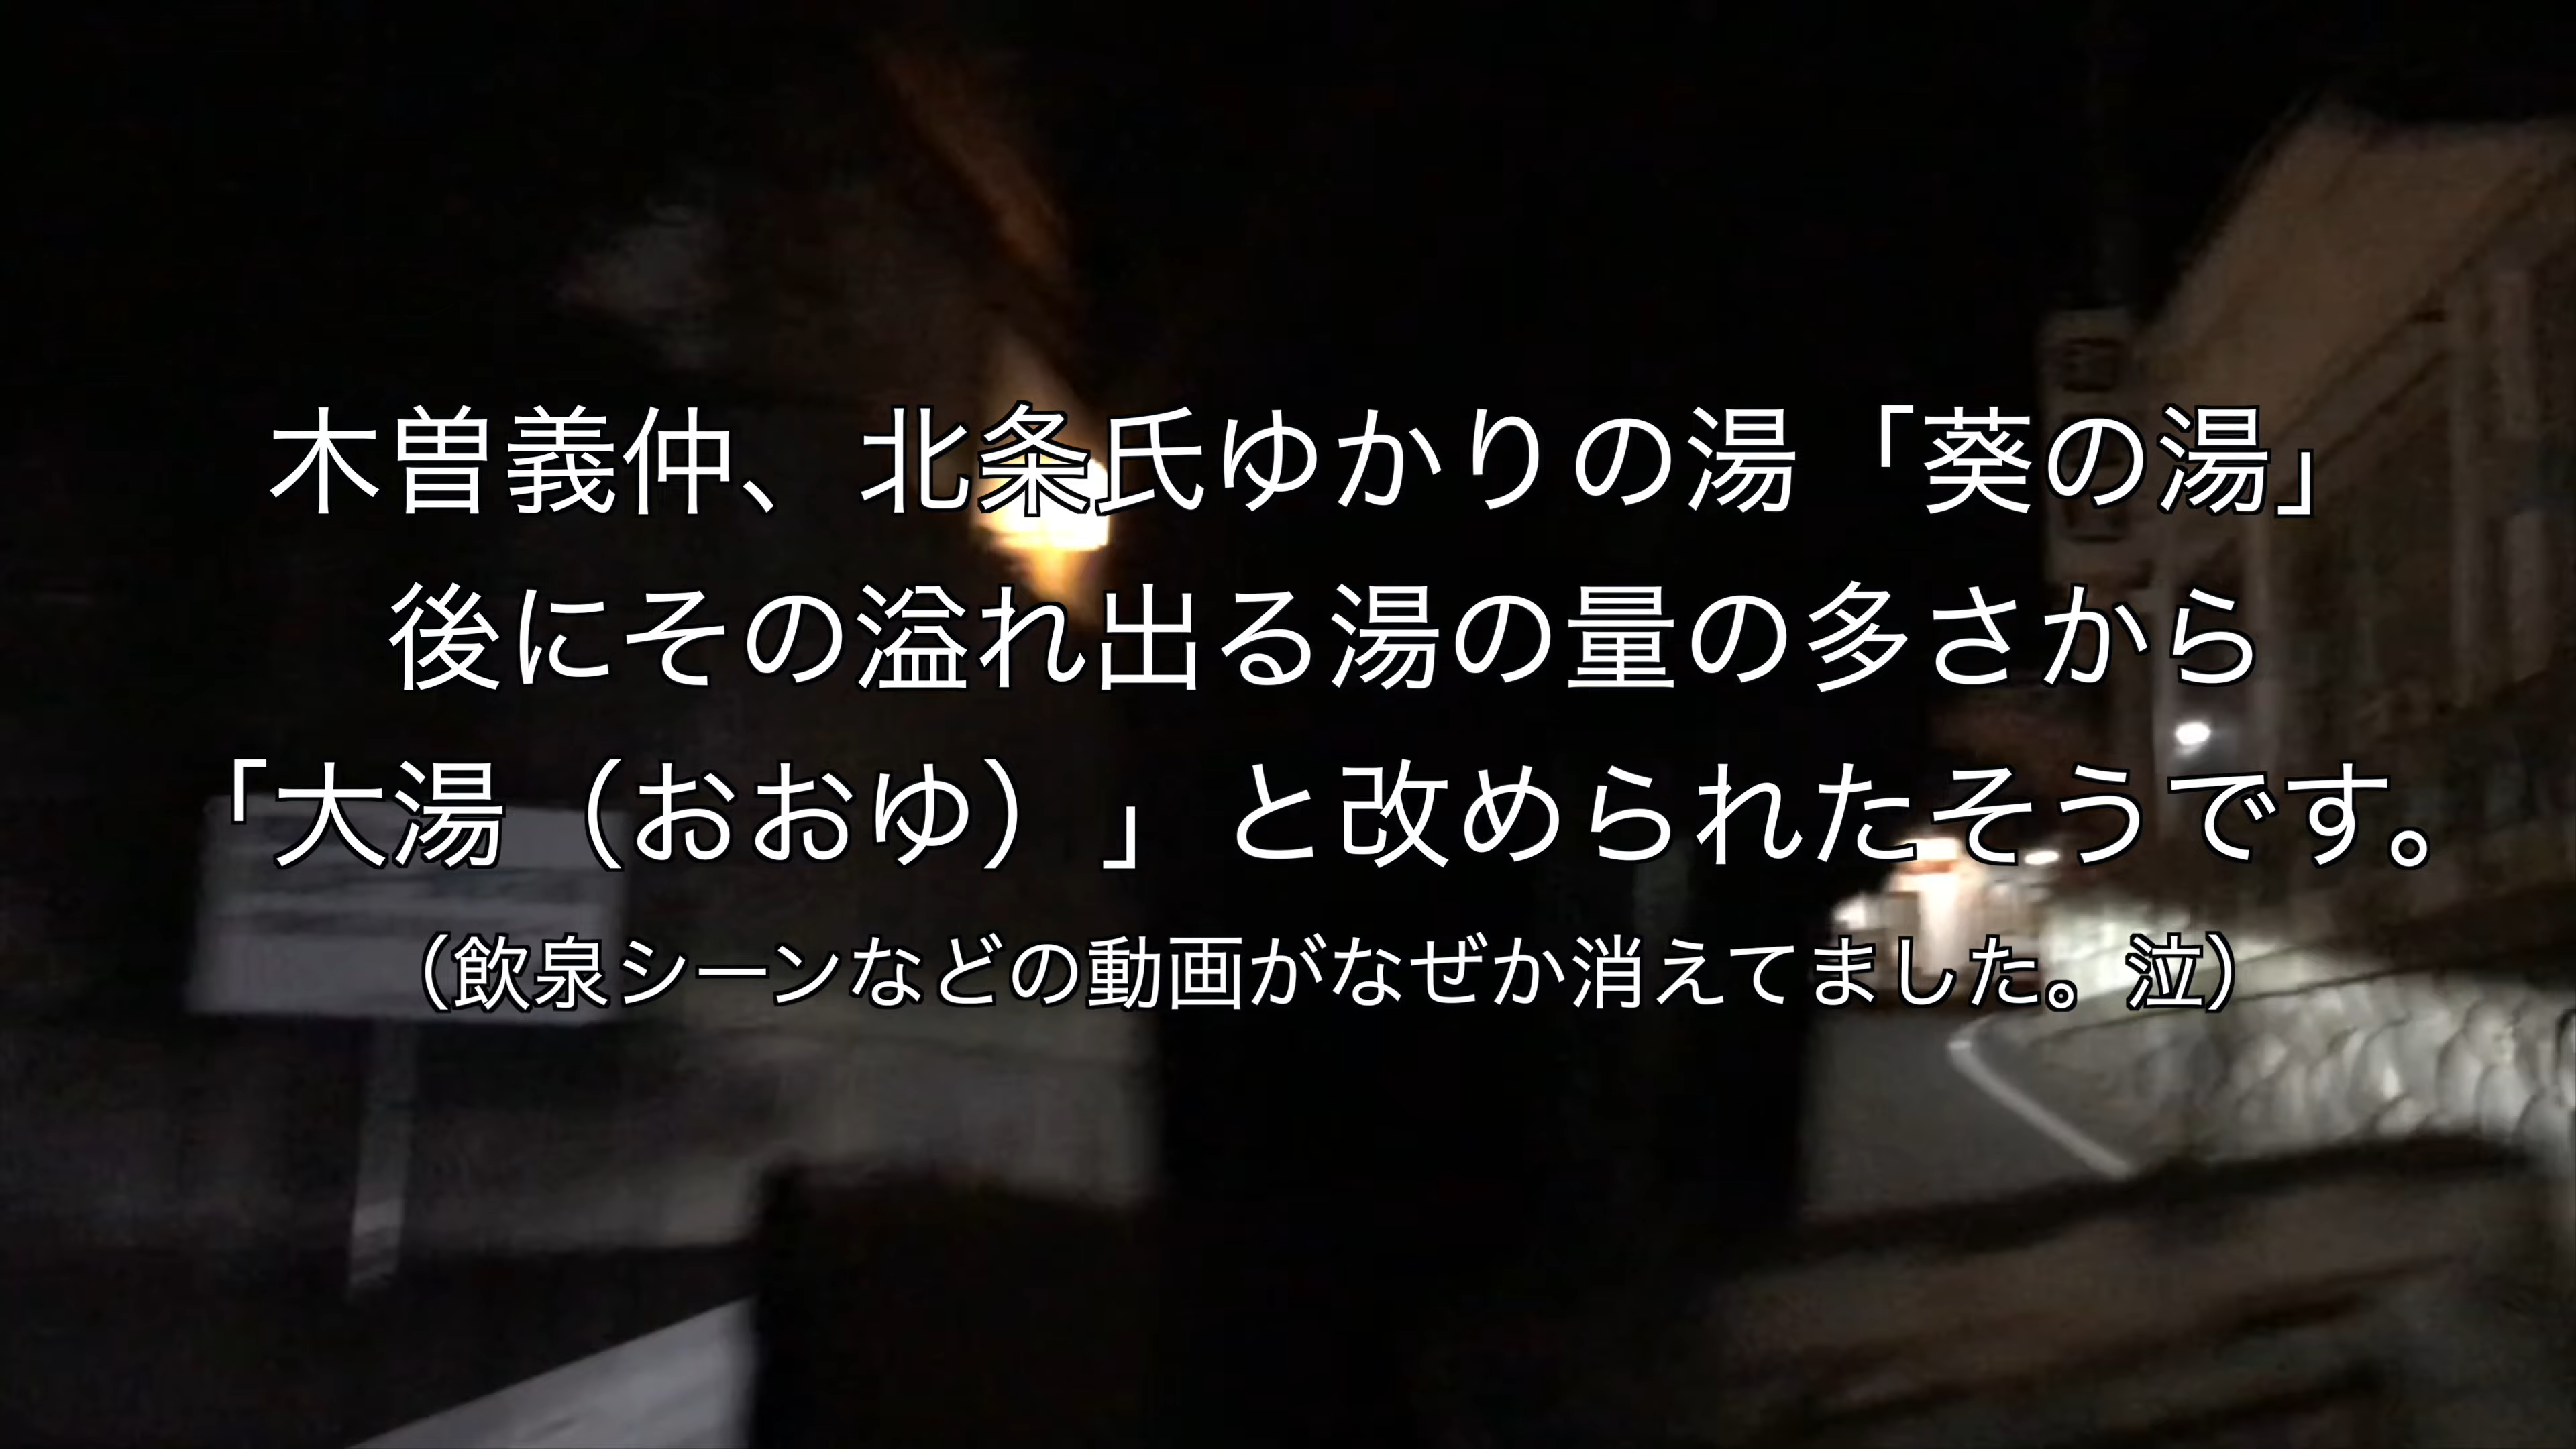 木曽義仲、北条氏ゆかりの湯「葵の湯」
後にその溢れ出る湯の量の多さから
「大湯（おおゆ）」と改められたそうです。
（飲泉シーンなどの動画がなぜか消えてました。泣）